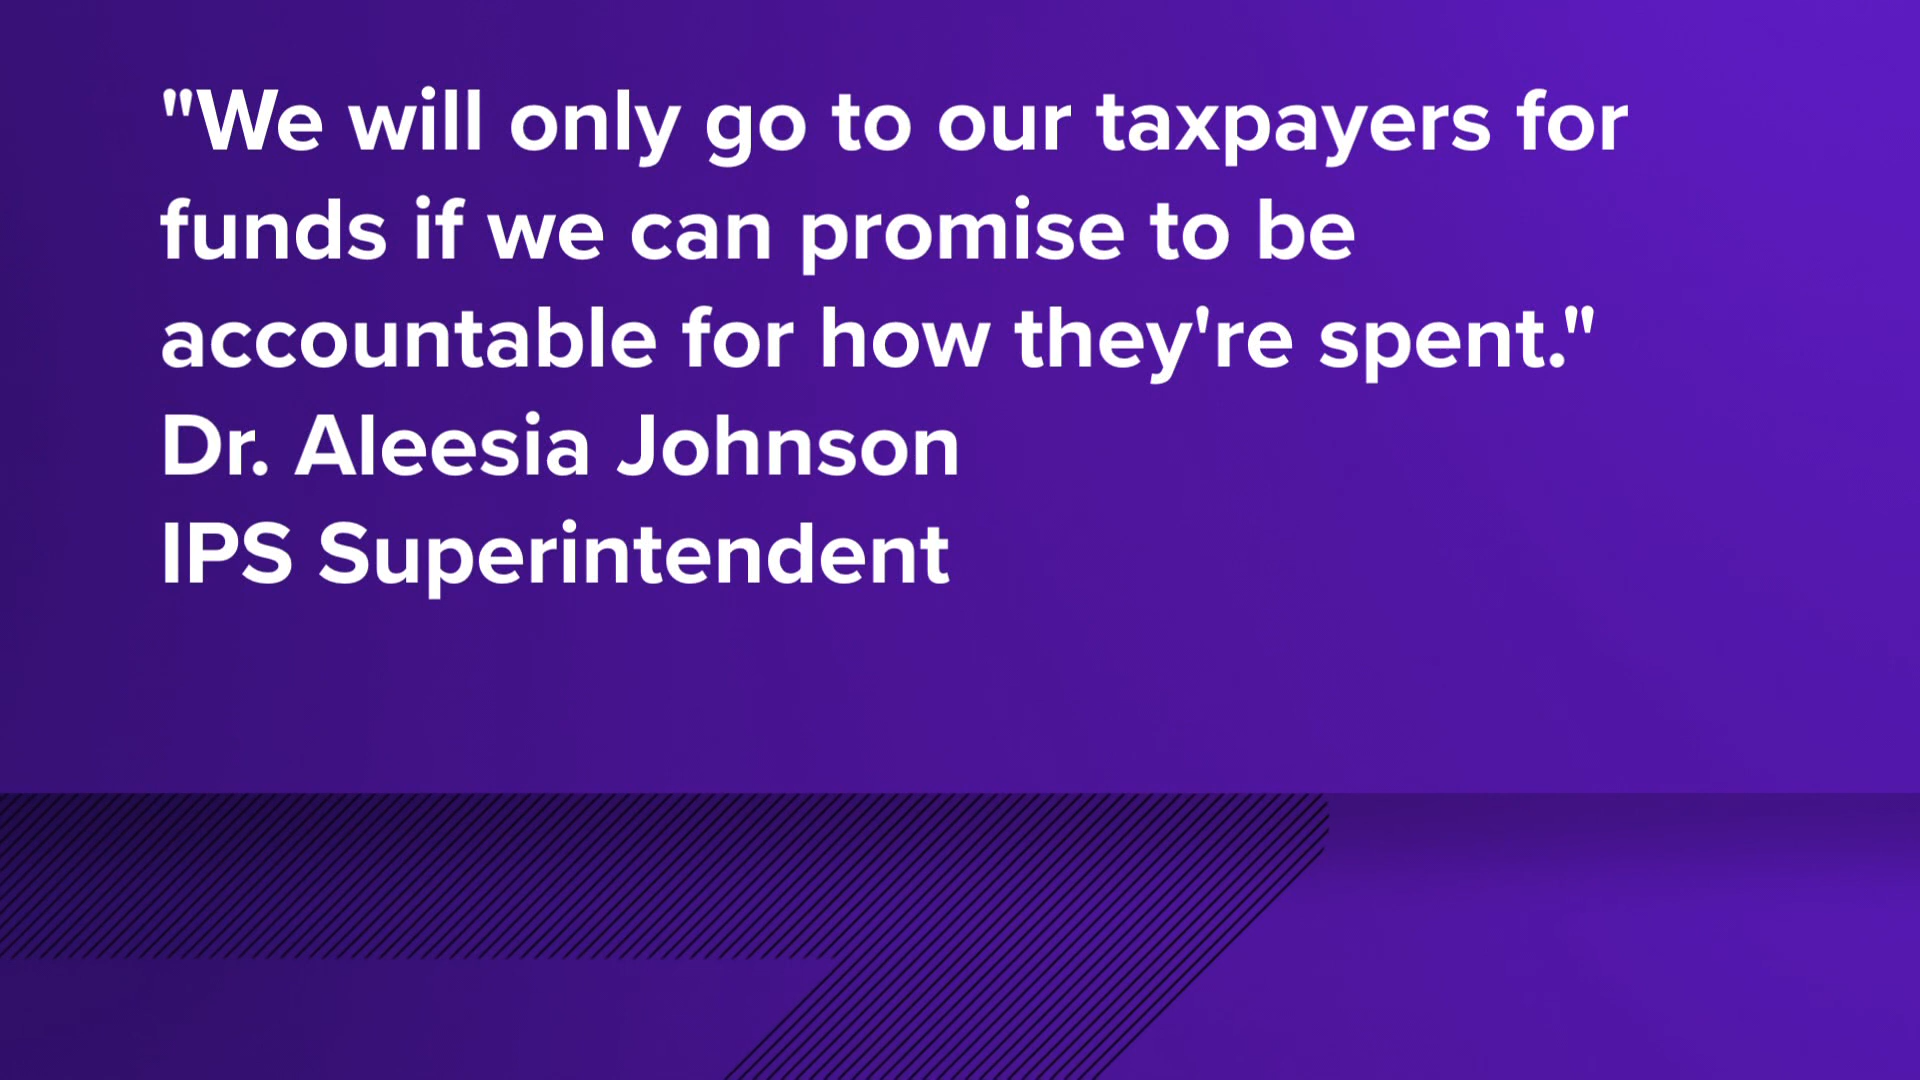 "We will only go to our taxpayers for
funds if we can promise to be
accountable for how they're spent."
Dr. Aleesia Johnson
IPS Superintendent